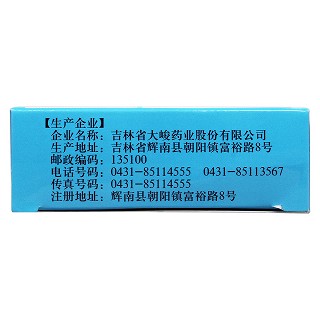 【生产企业】
企业名称：吉林省大峻药业股份有限公司
生产地址：吉林省辉南县朝阳镇富裕路8号
邮政编码：135100
电话号码：0431-85114555 0431-85113567
传真号码：0431-85114555
注册地址：辉南县朝阳镇富裕路8号